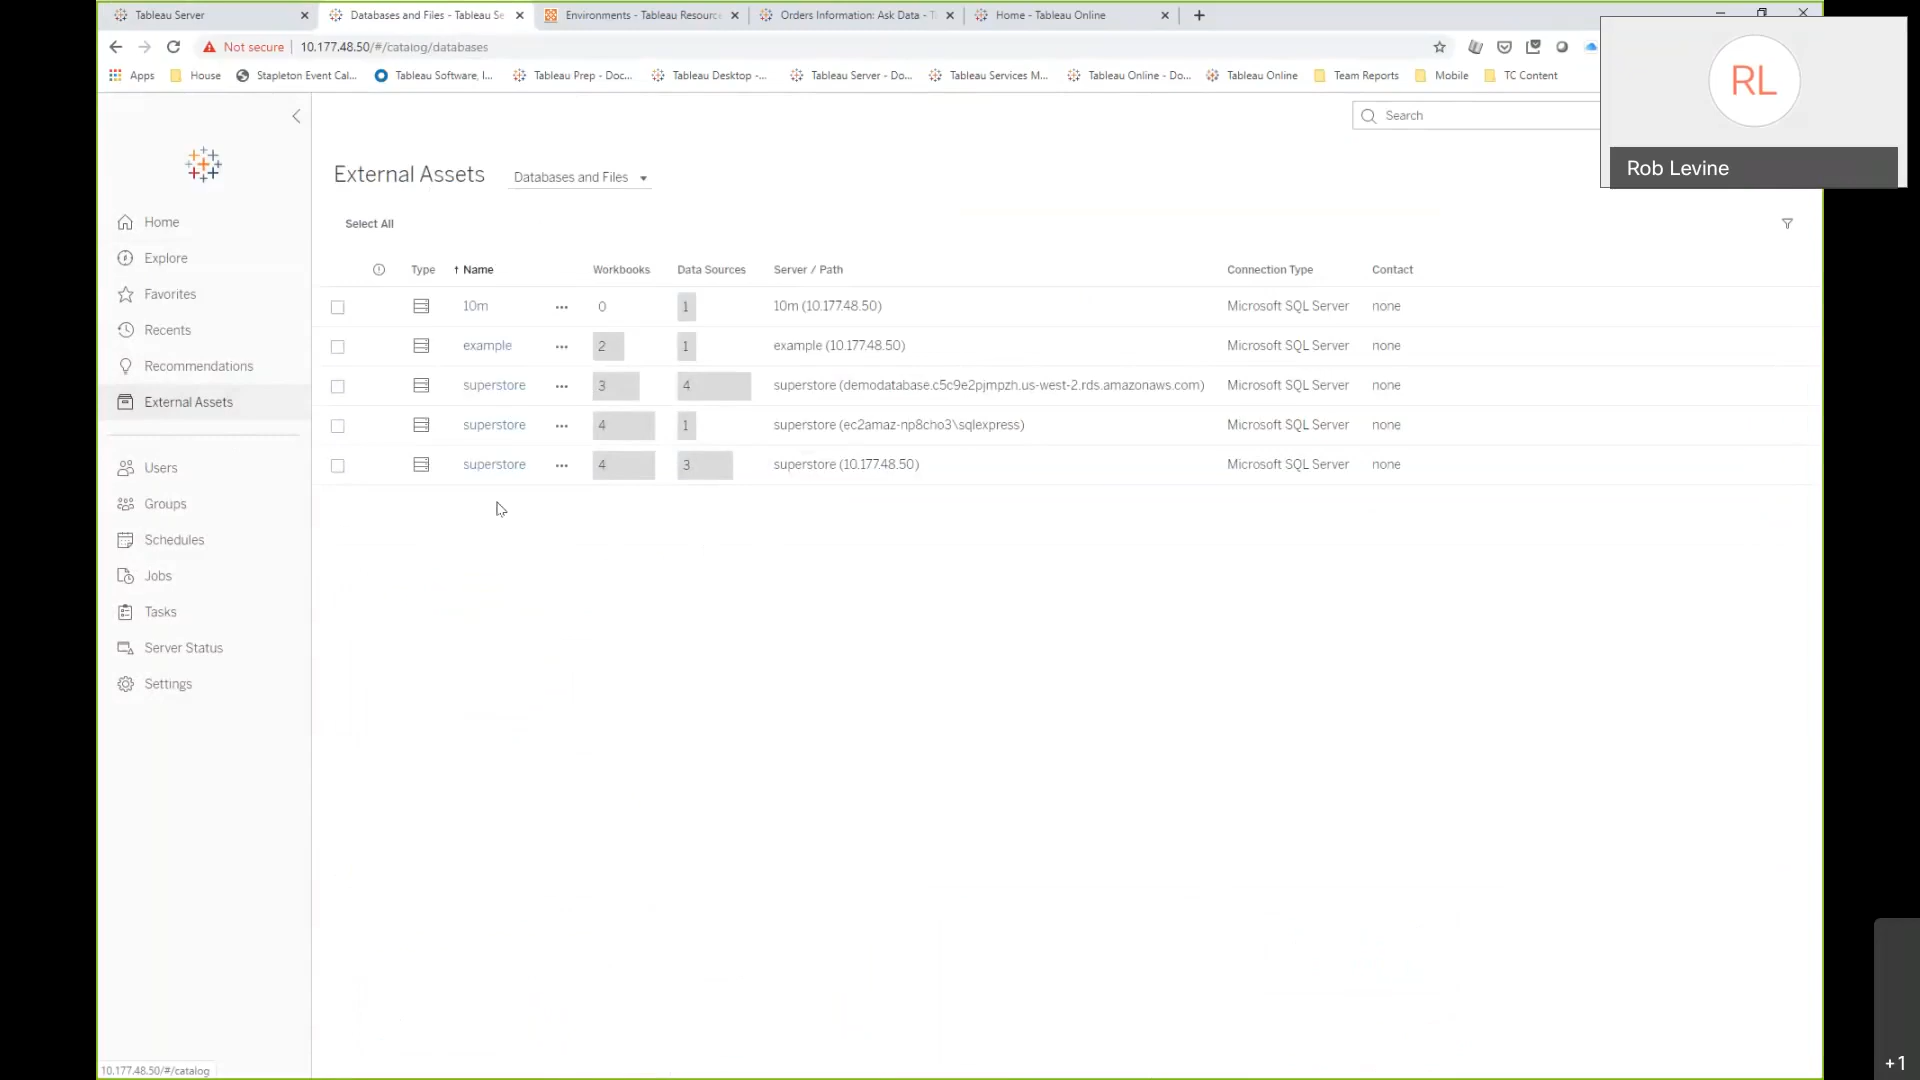 Tableau Server
Databases and Files - Tableau Se
Environments - Tableau Resourc
Orders Information: Ask Data - T
Home - Tableau Online
Not secure
10.177.48.50/#/catalog/databases
Apps
House
Stapleton Event Cal...
Tableau Software, I...
Tableau Prep - Doc...
Tableau Desktop -...
Tableau Server - Do...
Tableau Services M...
Tableau Online - Do...
Tableau Online
Team Reports
Mobile
TC Content
RL
Rob Levine
Search
External Assets
Databases and Files
Home
Explore
Favorites
Recents
Recommendations
External Assets
Users
Groups
Schedules
Jobs
Tasks
Server Status
Settings
Select All
Type ↑ Name Workbooks Data Sources Server / Path Connection Type Contact
10m ... 0 1 10m (10.177.48.50) Microsoft SQL Server none
example ... 2 1 example (10.177.48.50) Microsoft SQL Server none
superstore ... 3 4 superstore (demodatabase.c5c9e2pjmpzh.us-west-2.rds.amazonaws.com) Microsoft SQL Server none
superstore ... 4 1 superstore (ec2amaz-np8cho3\sqlexpress) Microsoft SQL Server none
superstore ... 4 3 superstore (10.177.48.50) Microsoft SQL Server none
10.177.48.50/#/catalog
+1